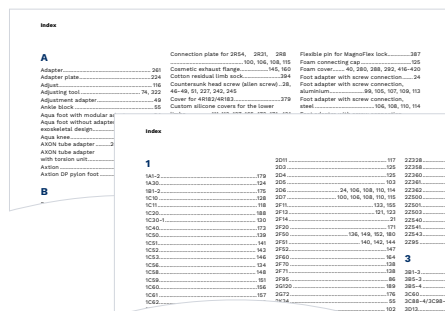 Index
A
Adapter 261
Adapter plate 224
Adjust 116
Adjusting tool 74, 322
Adjustment adapter 49
Ankle block 55
Aqua foot with modular a
Aqua foot without adapter
exoskeletal design
Aqua knee
AXON tube adapter
AXON tube adapter
with torsion unit
Axtion
Axtion DP pylon foot
B
Connection plate for 2R54, 2R31, 2R8
100, 106, 108, 115
Cosmetic exhaust flange 145, 160
Cotton residual limb sock 394
Countersunk head screw (allen screw) 28,
46-49, 51, 227, 242, 245
Cover for 4R182/4R183 379
Custom silicone covers for the lower
Flexible pin for MagnoFlex lock 387
Foam connecting cap 125
Foam cover 40, 280, 288, 292, 416-420
Foot adapter with screw connection 24
Foot adapter with screw connection,
aluminium 99, 105, 107, 109, 113
Foot adapter with screw connection,
106, 108, 110, 114
Index
1
1A1-2 179
1A30 124
1B1-2 175
1C10 128
1C11 118
1C20 188
1C30-1 130
1C40 173
1C50 139
1C51 141
1C52 143
1C53 146
1C56 134
1C58 148
1C59 151
1C60 156
1C61 157
1C62
2D11 117
2D2 125
2D4 125
2D5 103
2D6 24, 106, 108, 110, 114
2D7 100, 106, 108, 110, 115
2F11 133, 155
2F13 121, 123
2F14 21
2F20 171
2F50 136, 149, 152, 180
2F51 140, 142, 144
2F52 147
2F60 164
2F70 138
2F71 138
2F95 86
2G120 189
2G72 176
55
102
2Z338
2Z358
2Z360
2Z361
2Z362
2Z500
2Z501
2Z503
2Z540
2Z541
2Z543
2Z95
3
3B1-3
3B5-3
3B5-4
3C60
3C88-4/3C98-
3D13